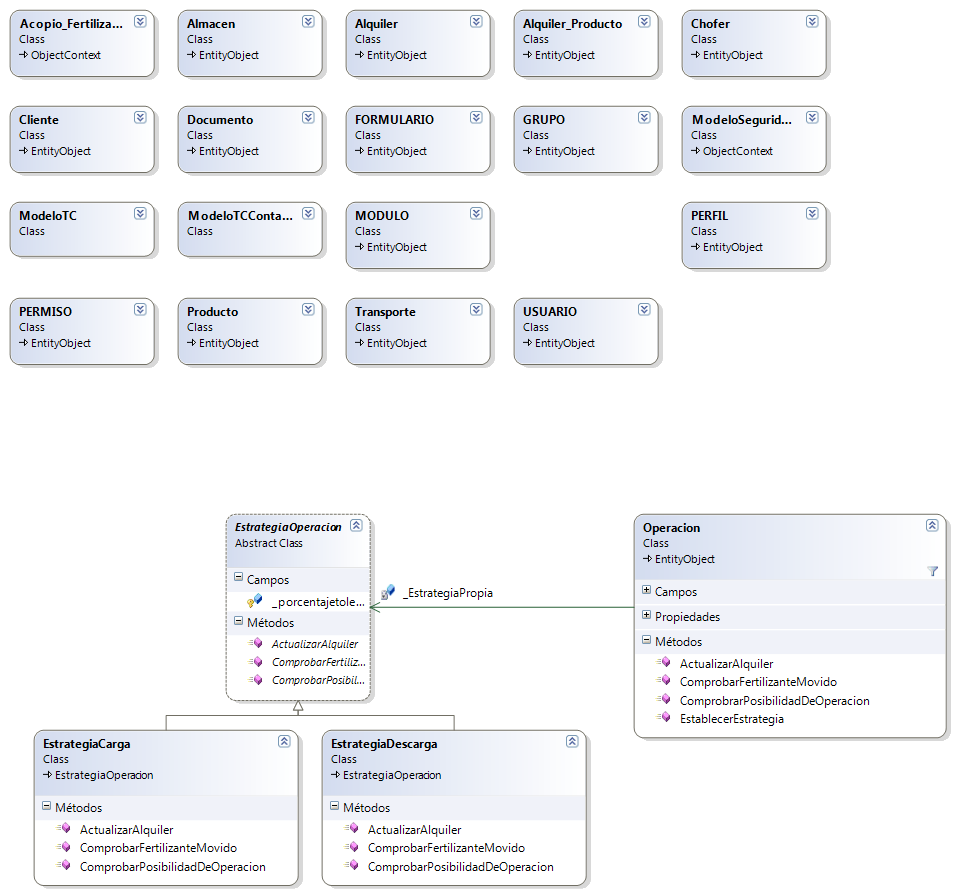 Acopio_Fertiliza...
Class
ObjectContext
Almacen
Class
EntityObject
Alquiler
Class
EntityObject
Alquiler_Producto
Class
EntityObject
Chofer
Class
EntityObject
Cliente
Class
EntityObject
Documento
Class
EntityObject
FORMULARIO
Class
EntityObject
GRUPO
Class
EntityObject
ModeloSegurid...
Class
ObjectContext
ModeloTC
Class
ModeloTCConta...
Class
MODULO
Class
EntityObject
PERFIL
Class
EntityObject
PERMISO
Class
EntityObject
Producto
Class
EntityObject
Transporte
Class
EntityObject
USUARIO
Class
EntityObject
EstrategiaOperacion
Abstract Class
Campos
_porcentajetole...
Métodos
ActualizarAlquiler
ComprobarFertiliz...
ComprobarPosibil...
_EstrategiaPropia
Operacion
Class
EntityObject
Campos
Propiedades
Métodos
ActualizarAlquiler
ComprobarFertilizanteMovido
ComprobrarPosibilidadDeOperacion
EstablecerEstrategia
EstrategiaCarga
Class
EstrategiaOperacion
Métodos
ActualizarAlquiler
ComprobarFertilizanteMovido
ComprobarPosibilidadDeOperacion
EstrategiaDescarga
Class
EstrategiaOperacion
Métodos
ActualizarAlquiler
ComprobarFertilizanteMovido
ComprobarPosibilidadDeOperacion